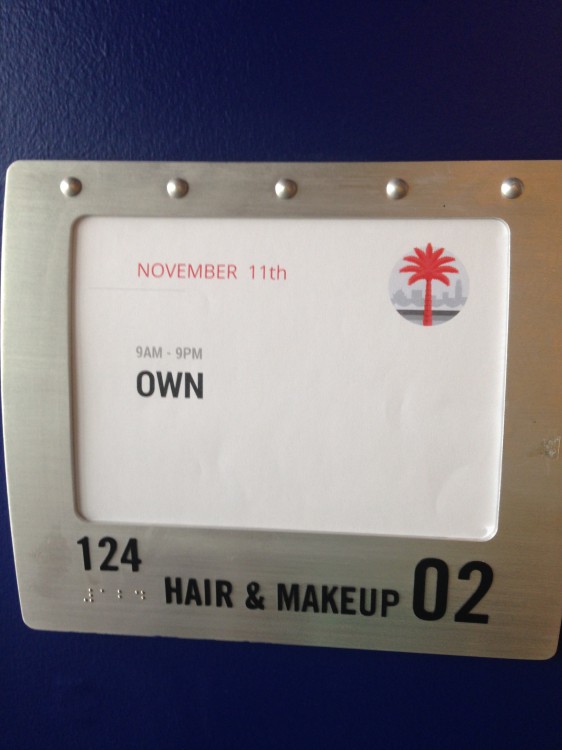 NOVEMBER 11th
9AM - 9PM
OWN
124
HAIR & MAKEUP 02